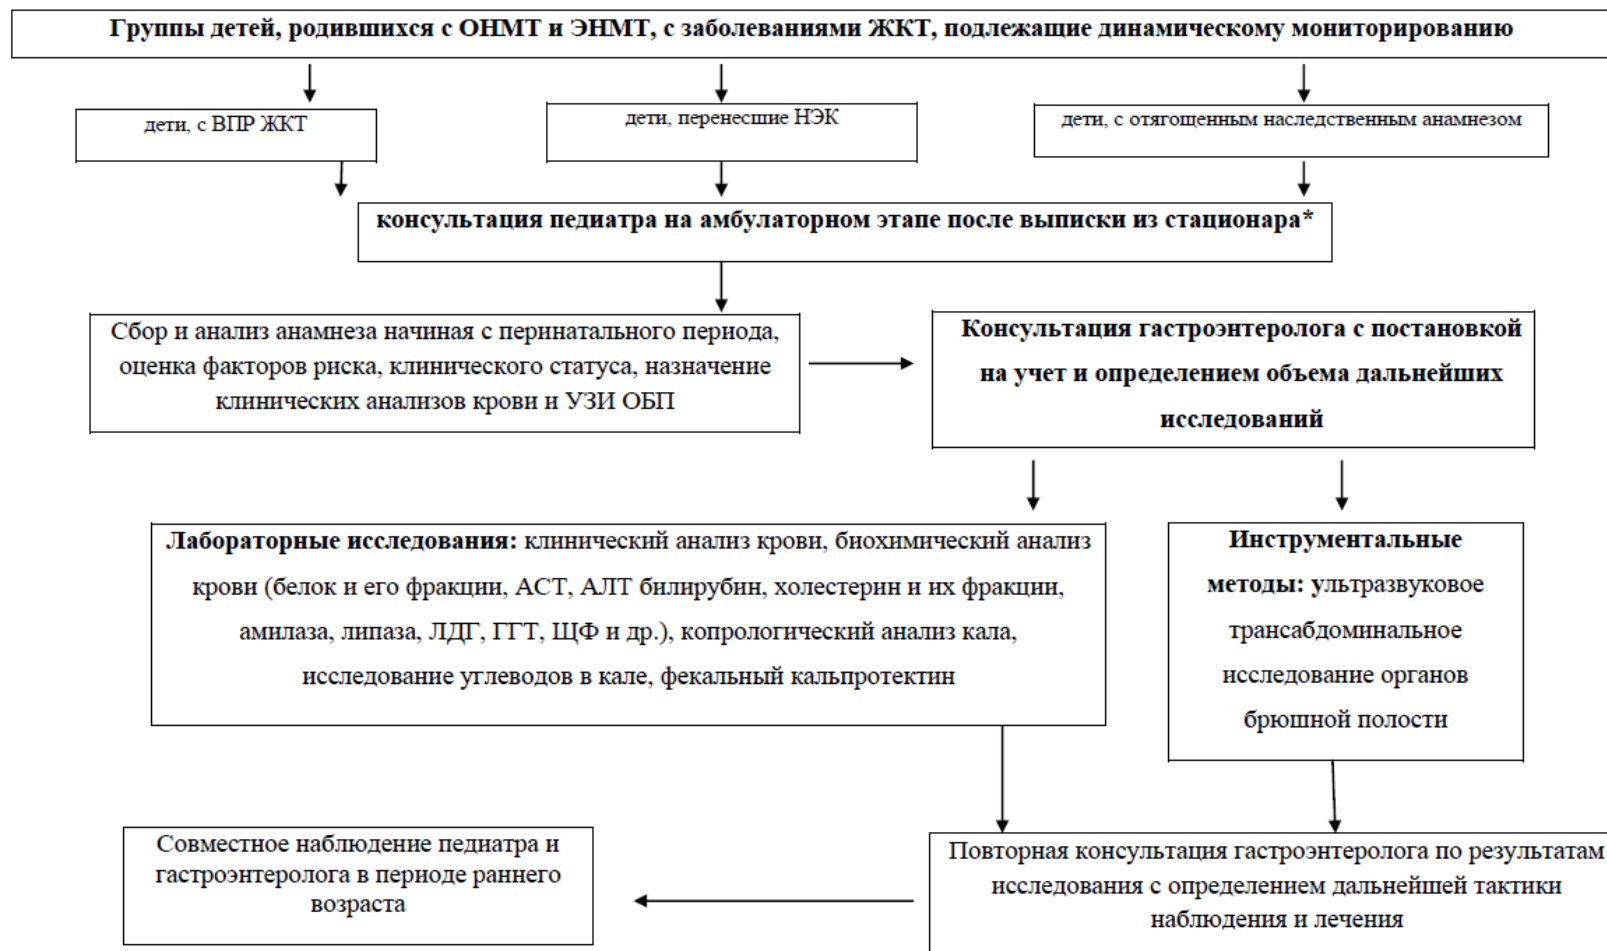 Группы детей, родившихся с ОНМТ и ЭНМТ, с заболеваниями ЖКТ, подлежащие динамическому мониторированию
дети, с ВПР ЖКТ
дети, перенесшие НЭК
дети, с отягощенным наследственным анамнезом
консультация педиатра на амбулаторном этапе после выписки из стационара*
Сбор и анализ анамнеза начиная с перинатального периода,
оценка факторов риска, клинического статуса, назначение
клинических анализов крови и УЗИ ОБП
Консультация гастроэнтеролога с постановкой
на учет и определением объема дальнейших
исследований
Лабораторные исследования: клинический анализ крови, биохимический анализ
крови (белок и его фракции, АСТ, АЛТ билирубин, холестерин и их фракции,
амилаза, липаза, ЛДГ, ГГТ, ЩФ и др.), копрологический анализ кала,
исследование углеводов в кале, фекальный кальпротектин
Инструментальные
методы: ультразвуковое
трансабдоминальное
исследование органов
брюшной полости
Совместное наблюдение педиатра и
гастроэнтеролога в периоде раннего
возраста
Повторная консультация гастроэнтеролога по результатам
исследования с определением дальнейшей тактики
наблюдения и лечения